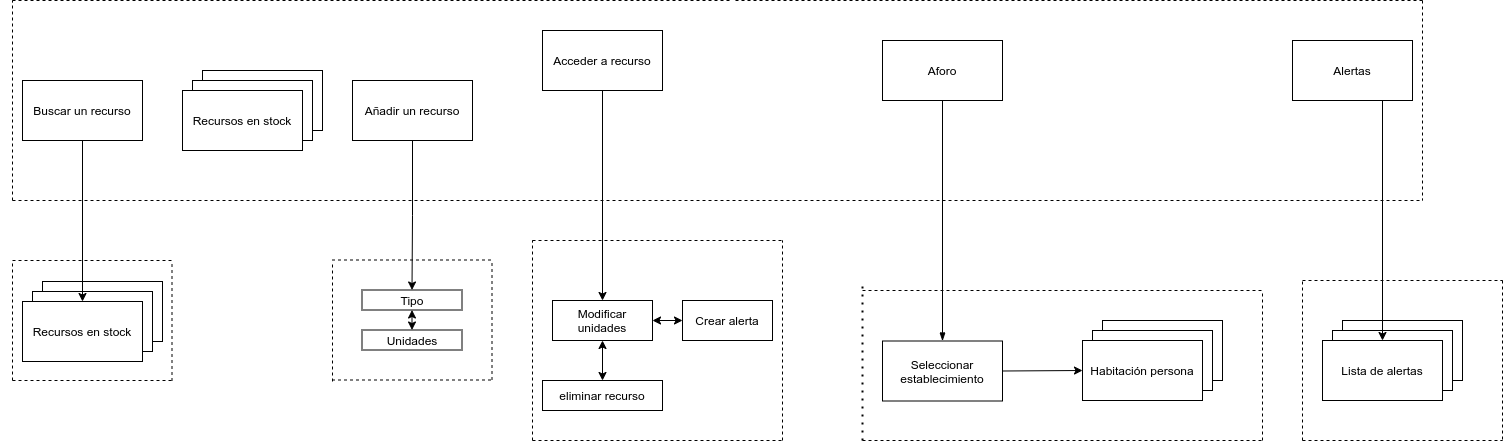 Acceder a recurso
Aforo
Alertas
Buscar un recurso
Recursos en stock
Añadir un recurso
Recursos en stock
Tipo
Unidades
Modificar
unidades
Crear alerta
eliminar recurso
Seleccionar
establecimiento
Habitación persona
Lista de alertas